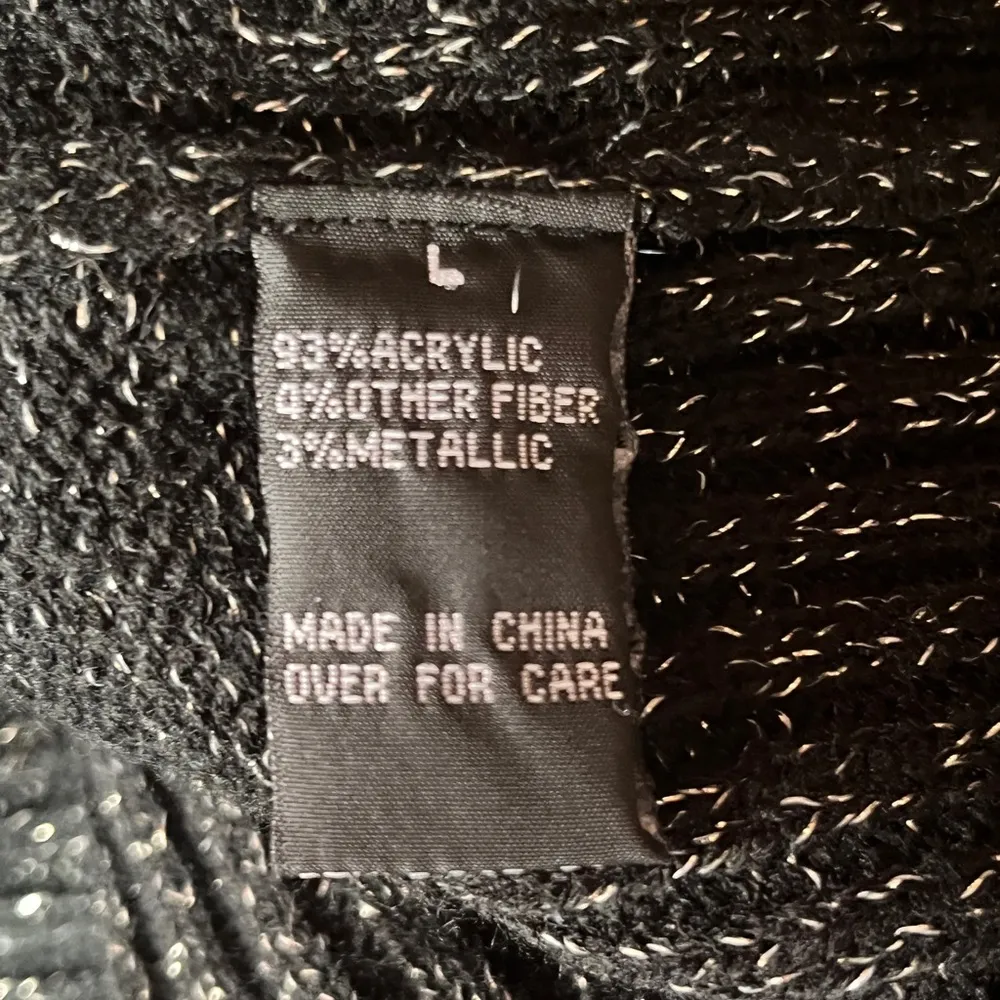 L
93%ACRYLIC
4%OTHER FIBER
3%METALLIC
MADE IN CHINA
OVER FOR CARE